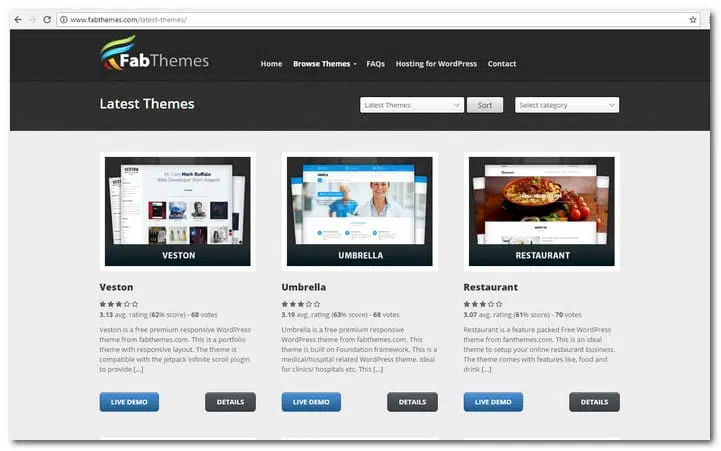 www.fabthemes.com/latest-themes/
FabThemes
Home Browse Themes FAQs Hosting for WordPress Contact
Latest Themes
Latest Themes Sort Select category
VESTON
Hi, I am Mark Ruffalo
VESTON
UMBRELLA
RESTAURANT
Veston
3.13 avg. rating (62% score) - 68 votes
Veston is a free premium responsive WordPress
theme from fabthemes.com. This is a portfolio
theme with responsive layout. The theme is
compatible with the jetpack infinite scroll plugin
to provide [...]
LIVE DEMO DETAILS
Umbrella
3.19 avg. rating (63% score) - 68 votes
Umbrella is a free premium responsive
WordPress theme from fabthemes.com. This
theme is built on Foundation framework. This is a
medical/hospital related WordPress theme. Ideal
for clinics/ hospitals etc. This [...]
LIVE DEMO DETAILS
Restaurant
3.07 avg. rating (61% score) - 70 votes
Restaurant is a feature packed Free WordPress
theme from fanthemes.com. This is an ideal
theme to setup your online restaurant business.
The theme comes with features like, food and
drink [...]
LIVE DEMO DETAILS